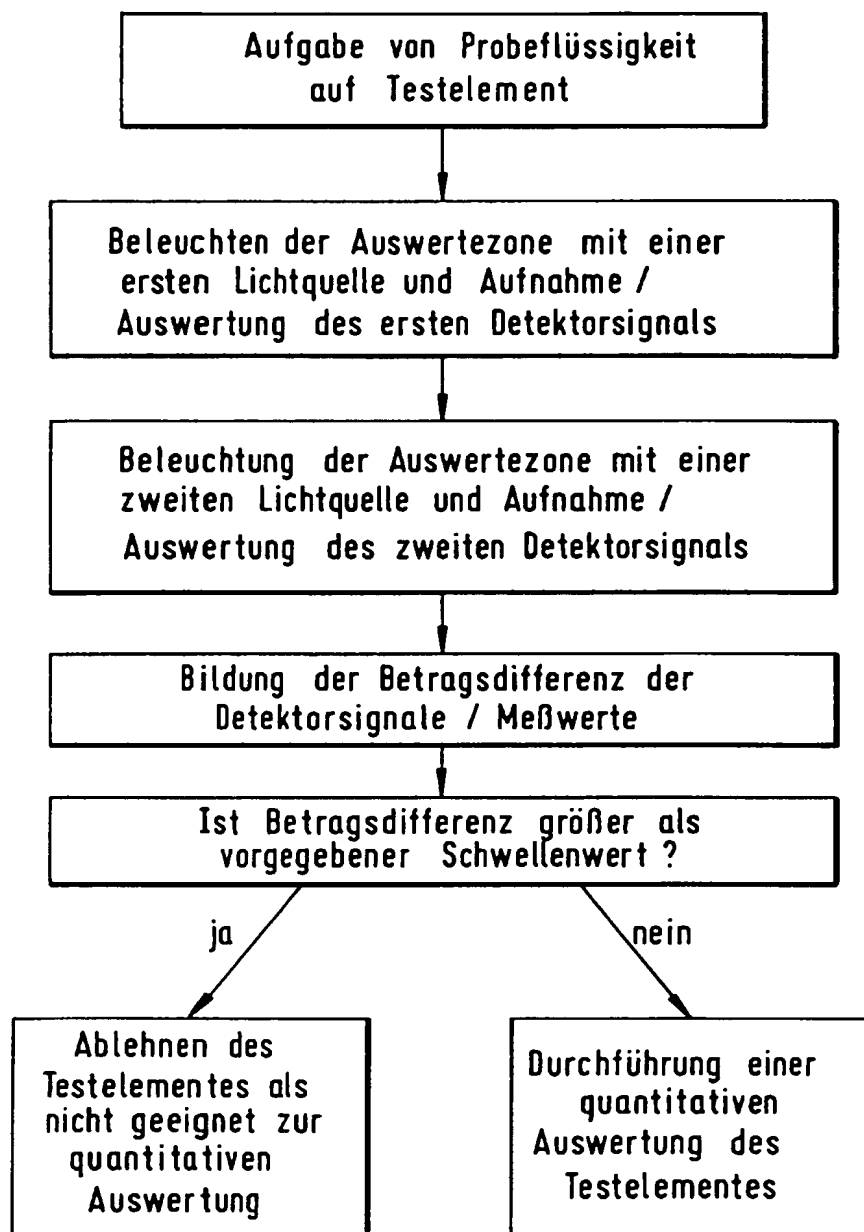 Aufgabe von Probeflüssigkeit
auf Testelement
Beleuchten der Auswertezone mit einer
ersten Lichtquelle und Aufnahme /
Auswertung des ersten Detektorsignals
Beleuchtung der Auswertezone mit einer
zweiten Lichtquelle und Aufnahme /
Auswertung des zweiten Detektorsignals
Bildung der Betragsdifferenz der
Detektorsignale / Meßwerte
Ist Betragsdifferenz größer als
vorgegebener Schwellenwert ?
ja
nein
Ablehnen des
Testelementes als
nicht geeignet zur
quantitativen
Auswertung
Durchführung einer
quantitativen
Auswertung des
Testelementes